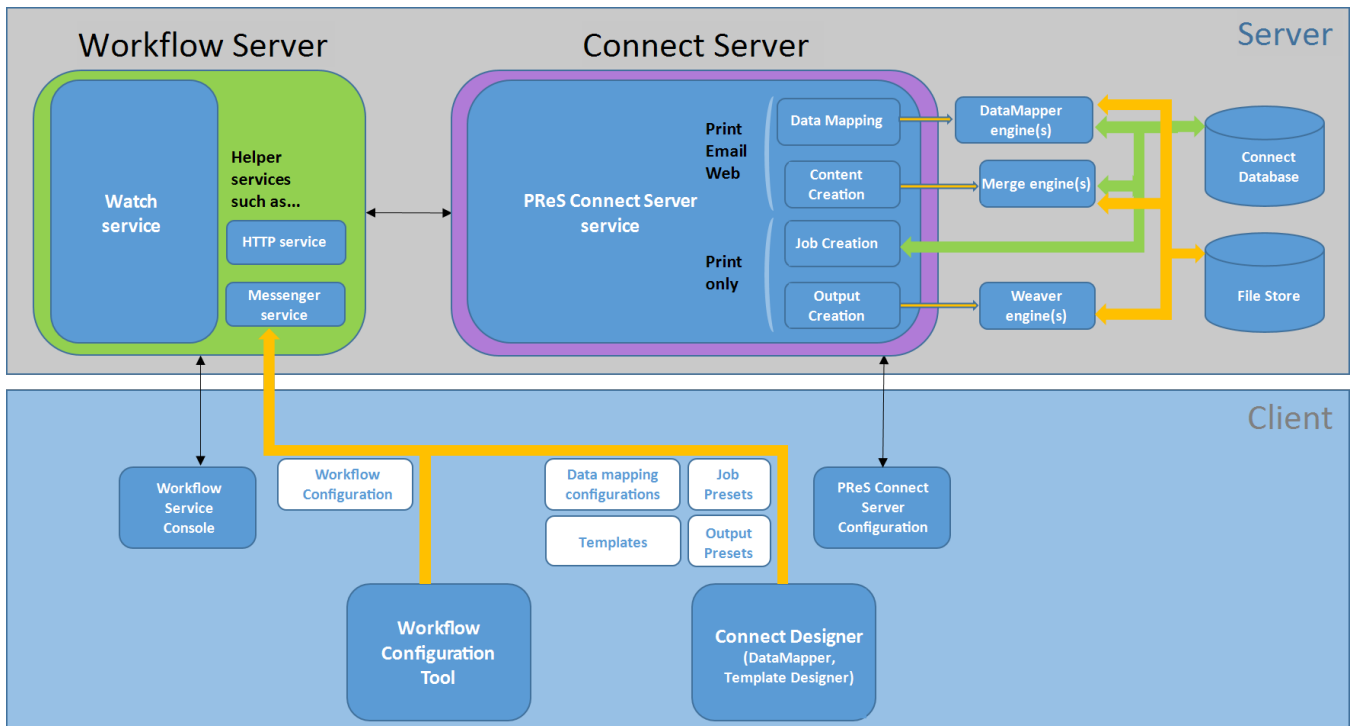 Workflow Server
Connect Server
Server
Watch
service
Helper
services
such as...
HTTP service
Messenger
service
PReS Connect Server
service
Print
Email
Web
Print
only
Data Mapping
Content
Creation
Job Creation
Output
Creation
DataMapper
engine(s)
Merge engine(s)
Weaver
engine(s)
Connect
Database
File Store
Client
Workflow
Service
Console
Workflow
Configuration
Data mapping
configurations
Job
Presets
Templates
Output
Presets
PReS Connect
Server
Configuration
Workflow
Configuration
Tool
Connect Designer
(DataMapper,
Template Designer)